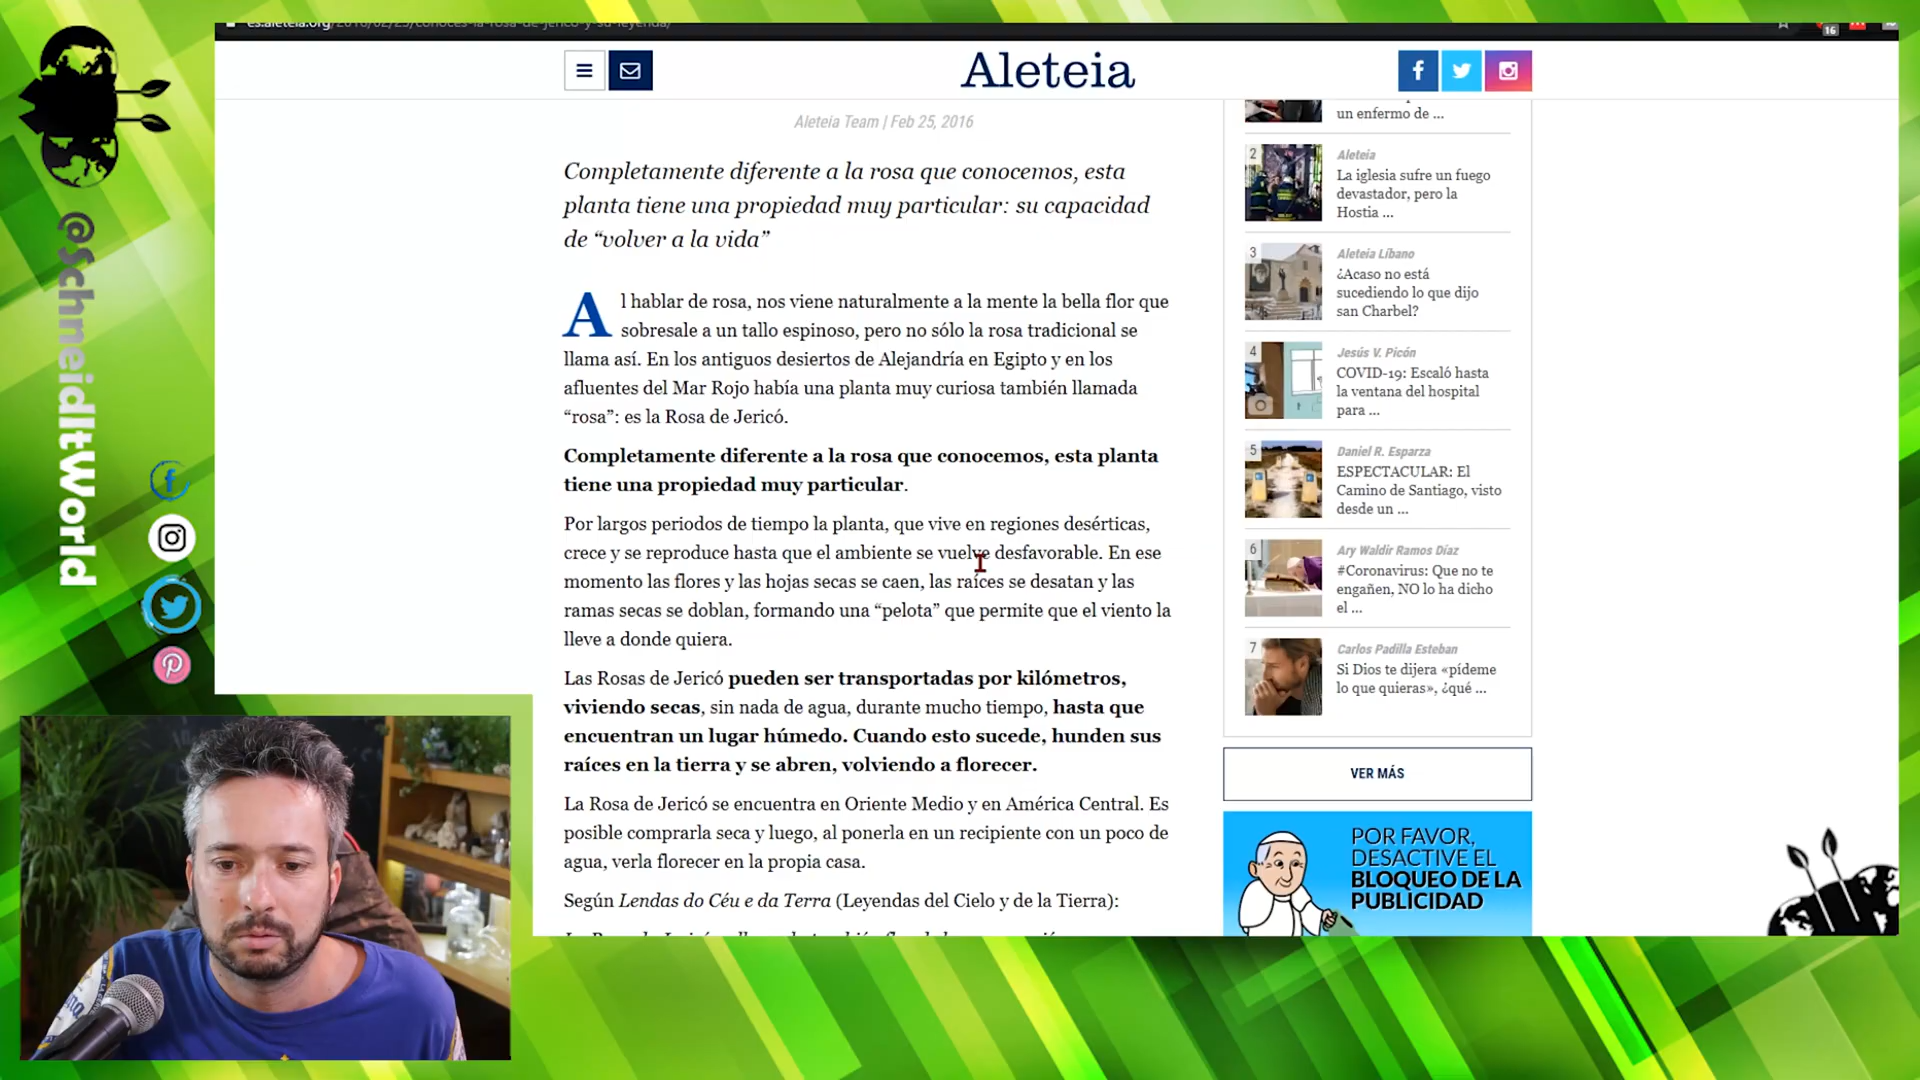 es.aleteia.org/2016/02/25/conoces-la-rosa-de-jerico-y-su-leyenda/
16
Aleteia
Aleteia Team | Feb 25, 2016
Completamente diferente a la rosa que conocemos, esta
planta tiene una propiedad muy particular: su capacidad
de “volver a la vida”
Al hablar de rosa, nos viene naturalmente a la mente la bella flor que
sobresale a un tallo espinoso, pero no sólo la rosa tradicional se
llama así. En los antiguos desiertos de Alejandría en Egipto y en los
afluentes del Mar Rojo había una planta muy curiosa también llamada
“rosa”: es la Rosa de Jericó.
Completamente diferente a la rosa que conocemos, esta planta
tiene una propiedad muy particular.
Por largos periodos de tiempo la planta, que vive en regiones desérticas,
crece y se reproduce hasta que el ambiente se vuelve desfavorable. En ese
momento las flores y las hojas secas se caen, las raíces se desatan y las
ramas secas se doblan, formando una “pelota” que permite que el viento la
lleve a donde quiera.
Las Rosas de Jericó pueden ser transportadas por kilómetros,
viviendo secas, sin nada de agua, durante mucho tiempo, hasta que
encuentran un lugar húmedo. Cuando esto sucede, hunden sus
raíces en la tierra y se abren, volviendo a florecer.
La Rosa de Jericó se encuentra en Oriente Medio y en América Central. Es
posible comprarla seca y luego, al ponerla en un recipiente con un poco de
agua, verla florecer en la propia casa.
Según Lendas do Céu e da Terra (Leyendas del Cielo y de la Tierra):
un enfermo de ...
2
Aleteia
La iglesia sufre un fuego
devastador, pero la
Hostia ...
3
Aleteia Líbano
¿Acaso no está
sucediendo lo que dijo
san Charbel?
4
Jesús V. Picón
COVID-19: Escaló hasta
la ventana del hospital
para ...
5
Daniel R. Esparza
ESPECTACULAR: El
Camino de Santiago, visto
desde un ...
6
Ary Waldir Ramos Díaz
#Coronavirus: Que no te
engañen, NO lo ha dicho
el ...
7
Carlos Padilla Esteban
Si Dios te dijera «pídeme
lo que quieras», ¿qué ...
VER MÁS
POR FAVOR,
DESACTIVE EL
BLOQUEO DE LA
PUBLICIDAD
@SchneidltWorld